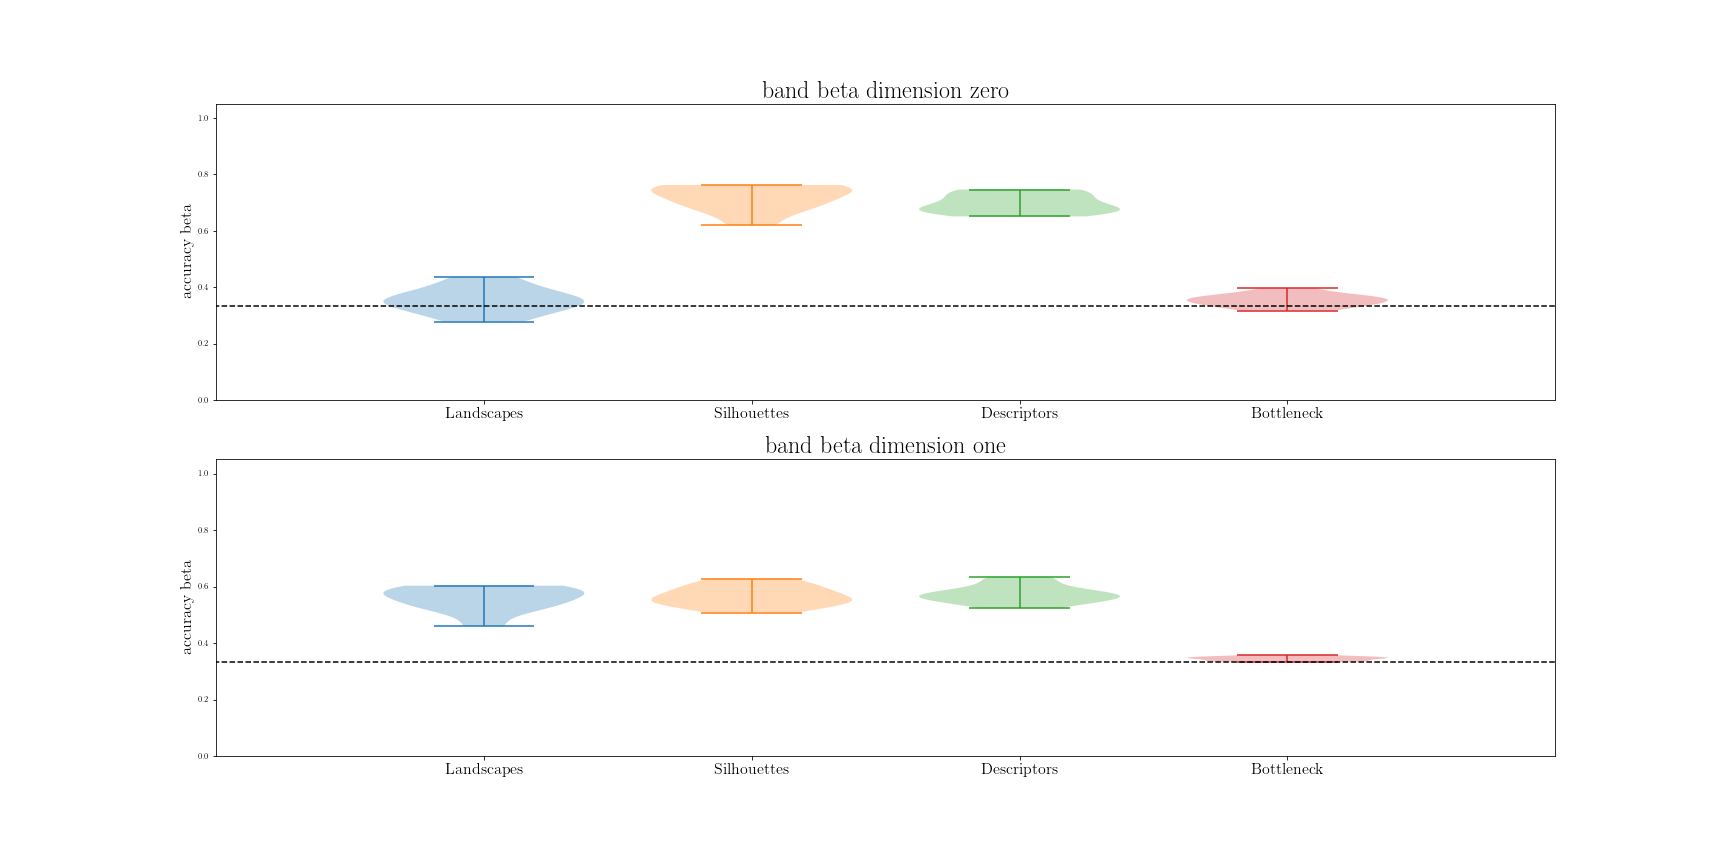 band beta dimension zero
1.0
0.8
0.6
0.4
0.2
0.0
accuracy beta
Landscapes Silhouettes Descriptors Bottleneck
band beta dimension one
1.0
0.8
0.6
0.4
0.2
0.0
accuracy beta
Landscapes Silhouettes Descriptors Bottleneck